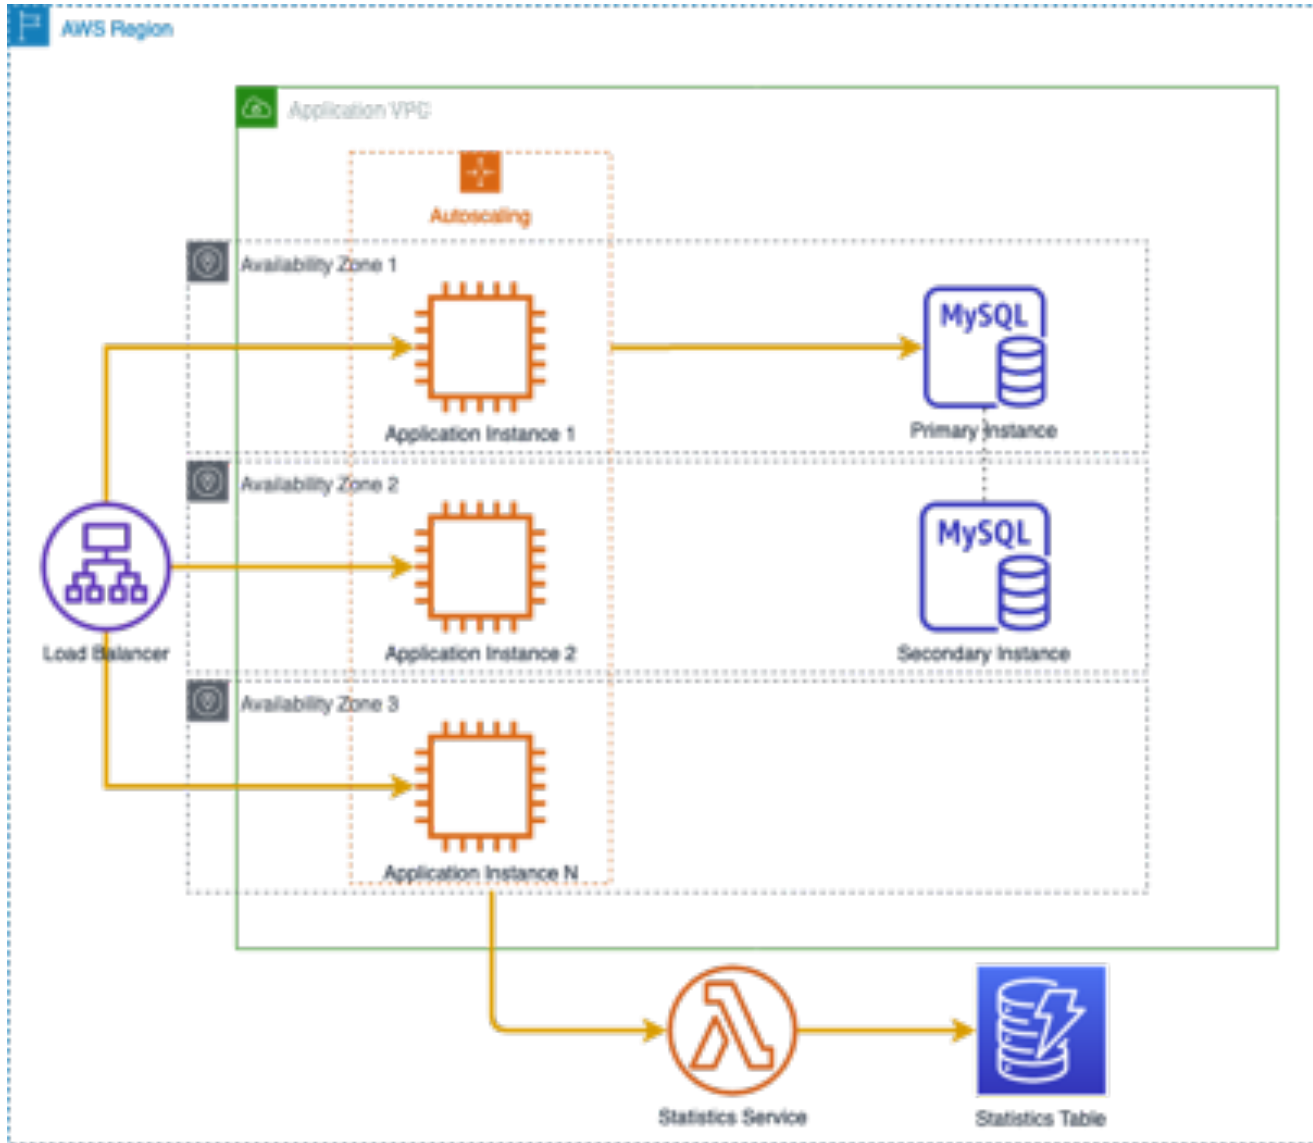 AWS Region
Application VPC
Autoscaling
Availability Zone 1
MySQL
Application Instance 1
Primary Instance
Availability Zone 2
MySQL
Load Balancer
Application Instance 2
Secondary Instance
Availability Zone 3
Application Instance N
Statistics Service
Statistics Table